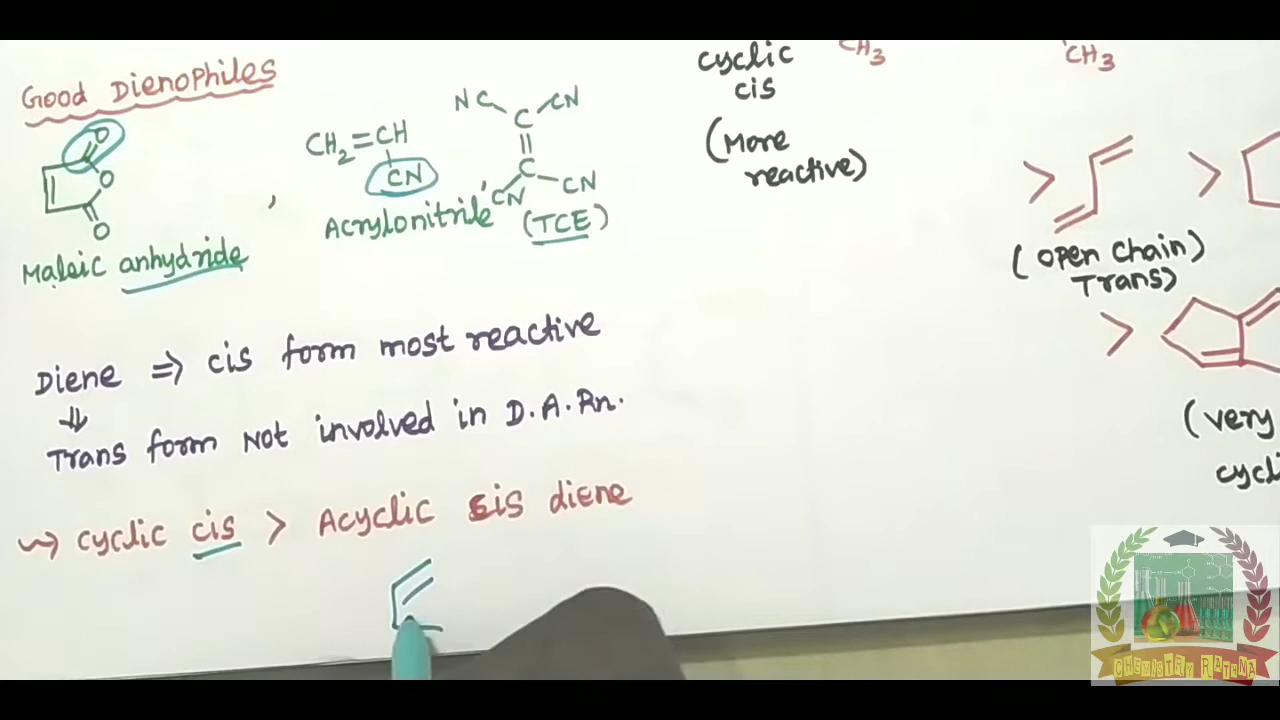 Good Dienophiles
O
O
O
Maleic anhydride
,
CH2=CH
CN
Acrylonitrile
,
NC CN
C
C
CN CN
(TCE)
Diene ⇒ cis form most reactive
⇓
Trans form Not involved in D.A.Rn.
⇝ cyclic cis > Acyclic cis diene
cyclic
cis
(More
reactive)
CH3
CH3
> >
(open chain)
Trans)
>
(very
cycli
CHEMISTRY RATHNA